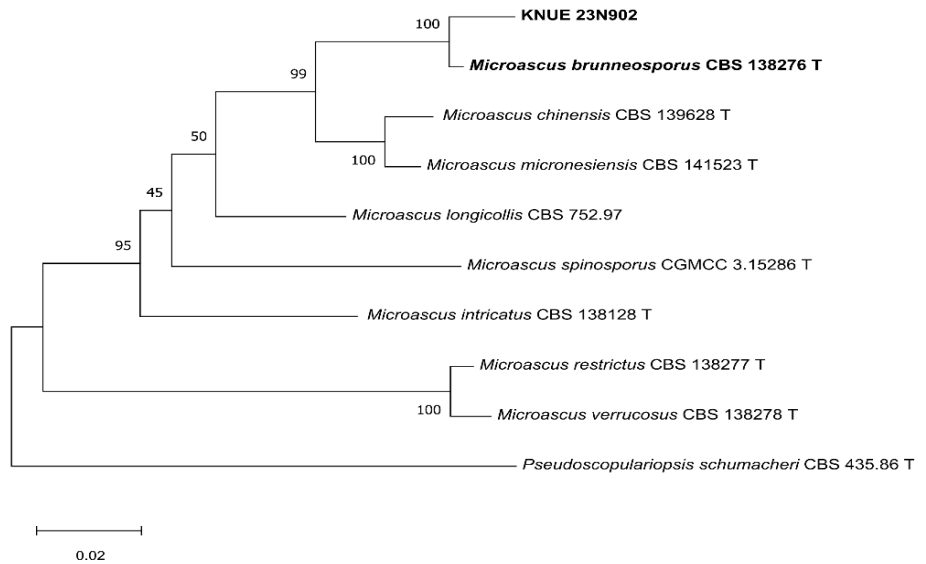 100
KNUE 23N902
Microascus brunneosporus CBS 138276 T
99
Microascus chinensis CBS 139628 T
50
100
Microascus micronesiensis CBS 141523 T
45
Microascus longicollis CBS 752.97
95
Microascus spinosporus CGMCC 3.15286 T
Microascus intricatus CBS 138128 T
Microascus restrictus CBS 138277 T
100
Microascus verrucosus CBS 138278 T
Pseudoscopulariopsis schumacheri CBS 435.86 T
0.02